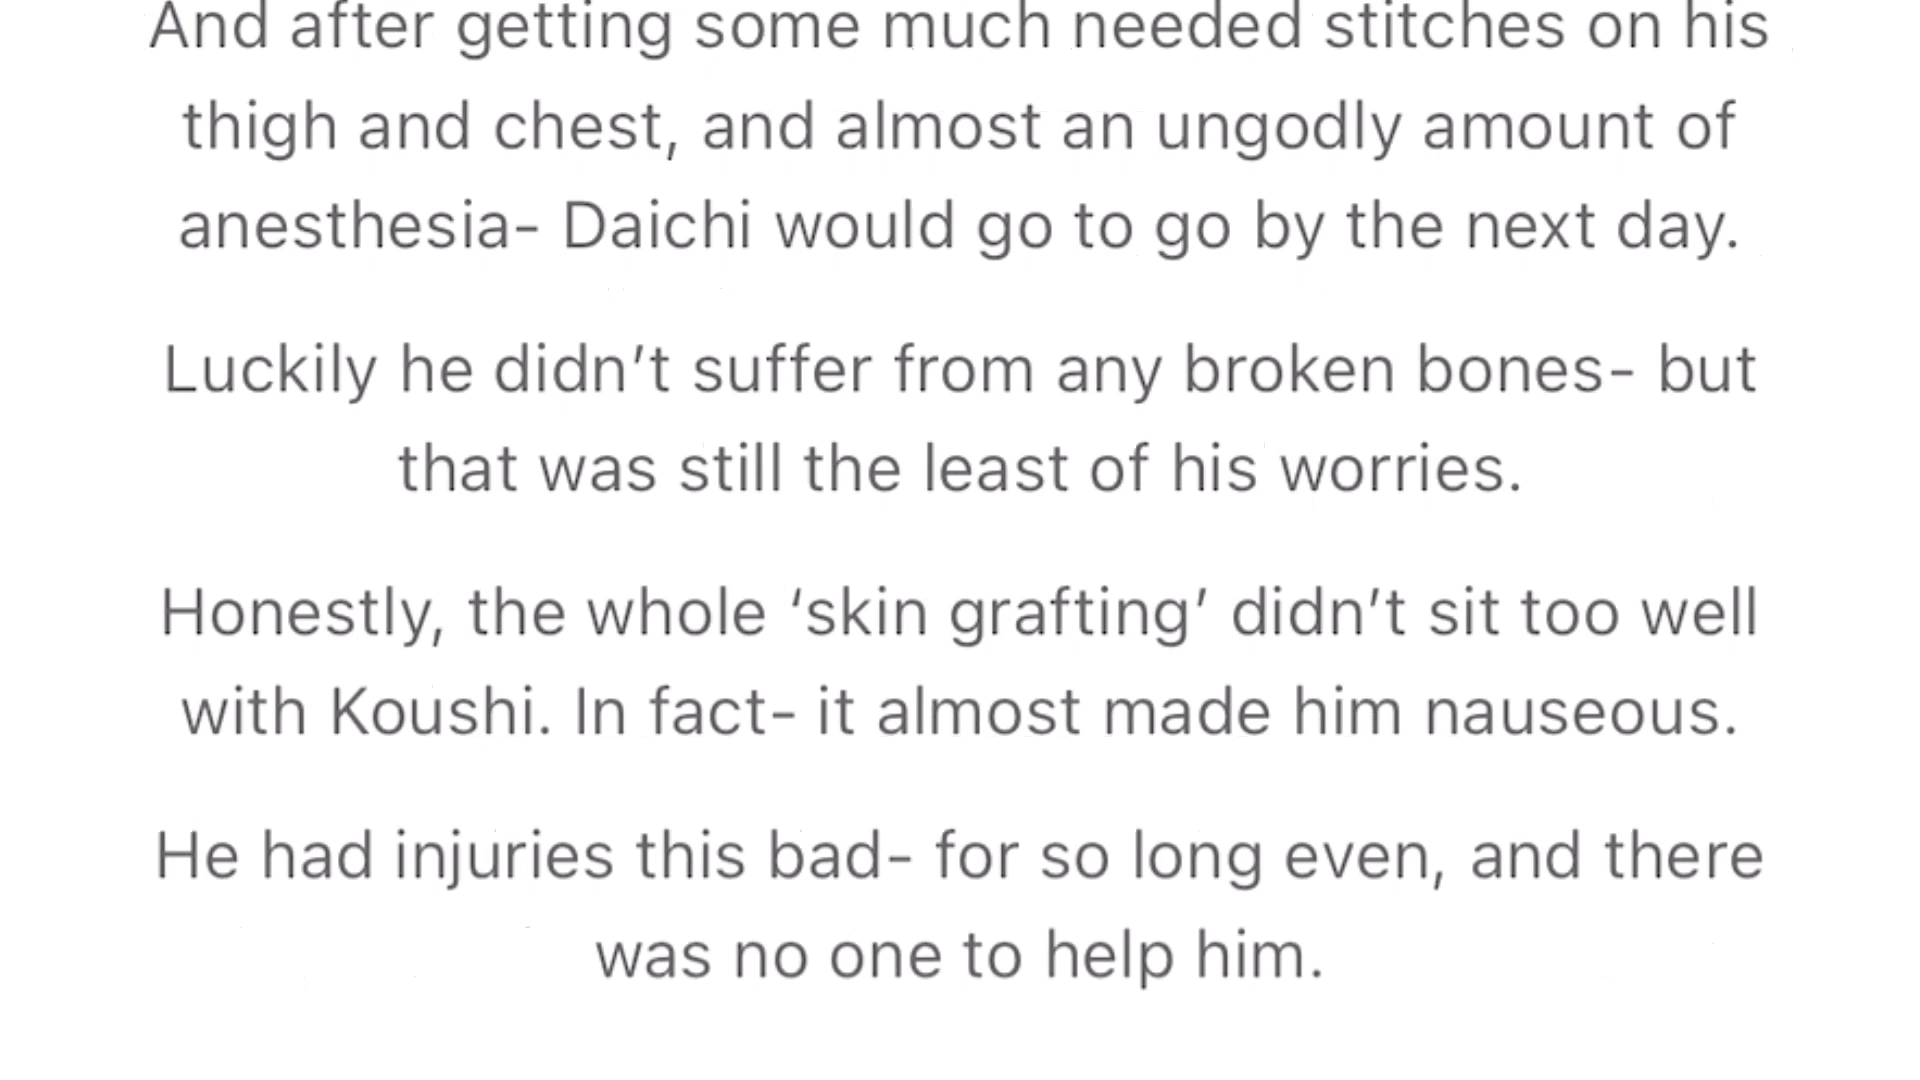 And after getting some much needed stitches on his
thigh and chest, and almost an ungodly amount of
anesthesia- Daichi would go to go by the next day.
Luckily he didn’t suffer from any broken bones- but
that was still the least of his worries.
Honestly, the whole ‘skin grafting’ didn’t sit too well
with Koushi. In fact- it almost made him nauseous.
He had injuries this bad- for so long even, and there
was no one to help him.